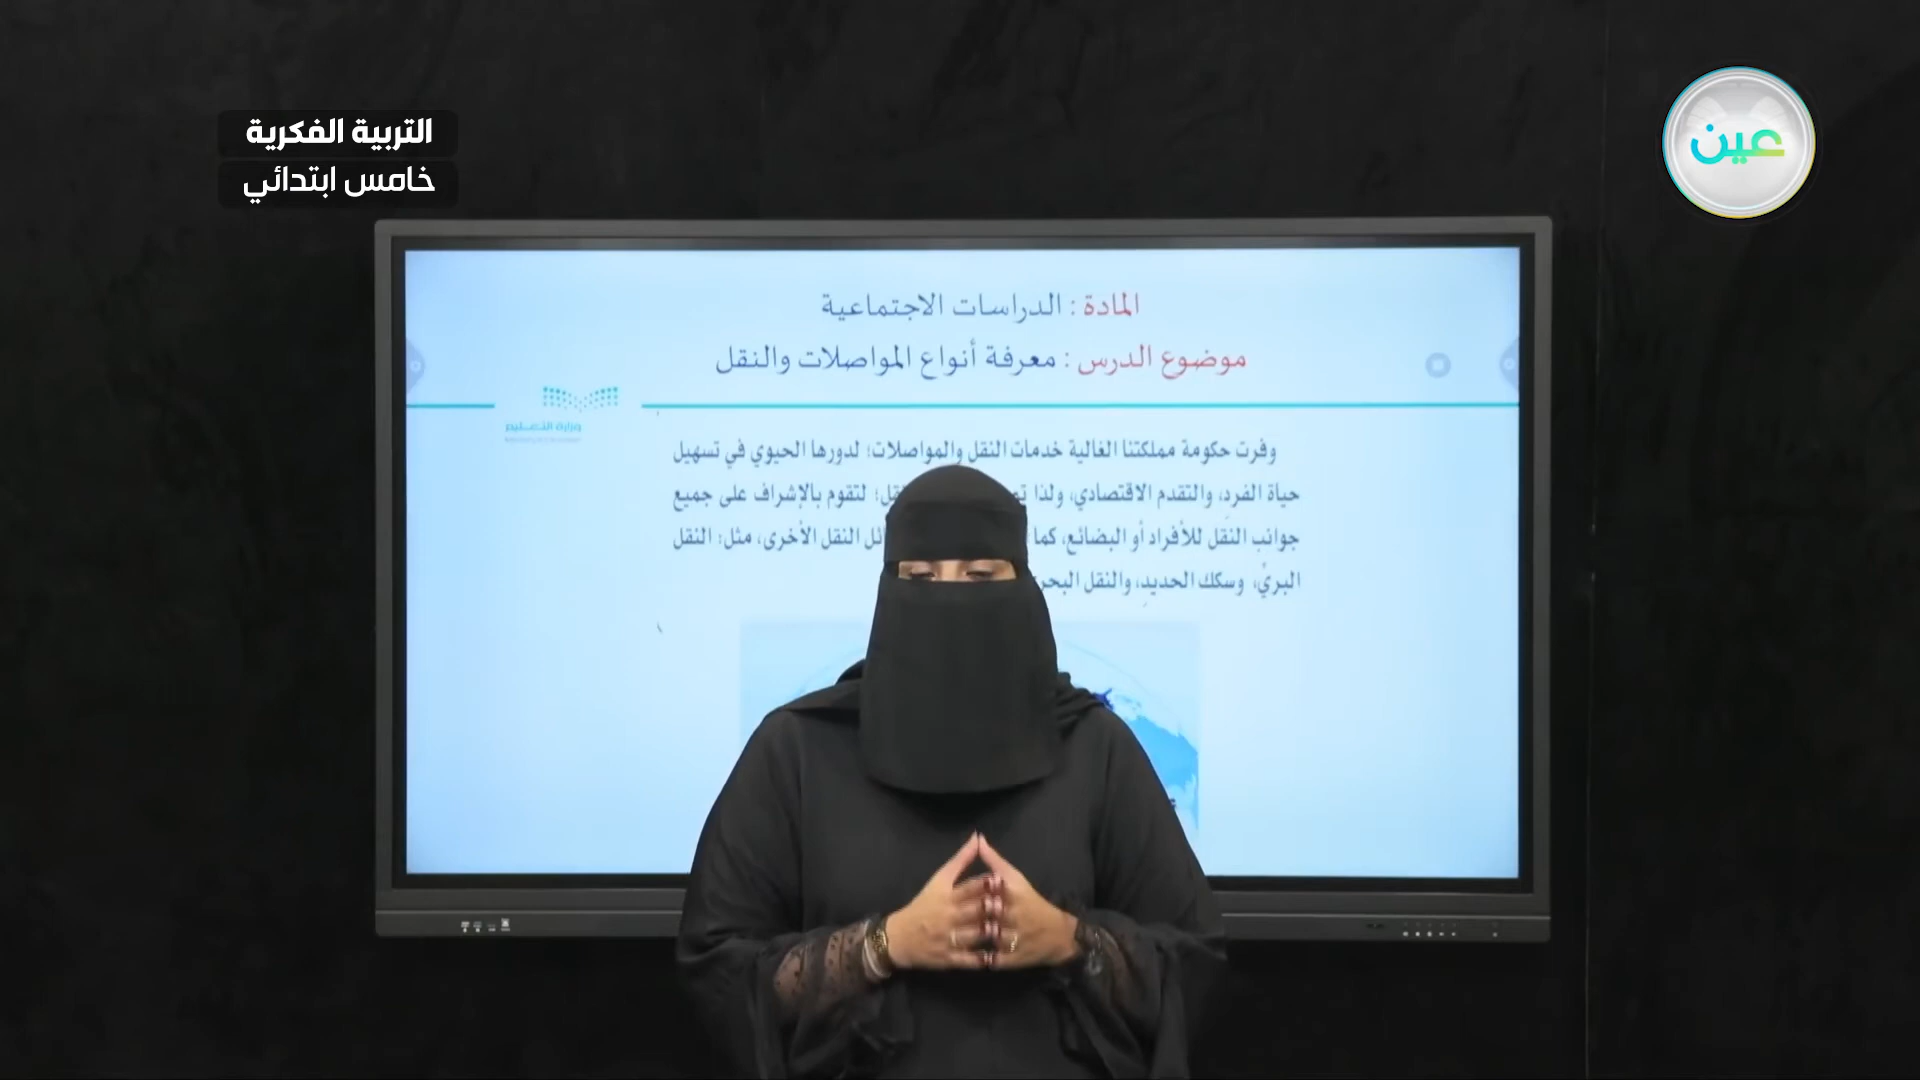 التربية الفكرية
خامس ابتدائي
عين
المادة : الدراسات الاجتماعية
موضوع الدرس : معرفة أنواع المواصلات والنقل
وزارة التعليم
وفرت حكومة مملكتنا الغالية خدمات النقل والمواصلات؛ لدورها الحيوي في تسهيل
حياة الفردِ، والتقدم الاقتصادي، ولذا لتقوم بالإشراف على جميع
جوانب النقل للأفراد أو البضائع، كما النقل الأخرى، مثل: النقل
البريِّ، وسكك الحديدِ، والنقل